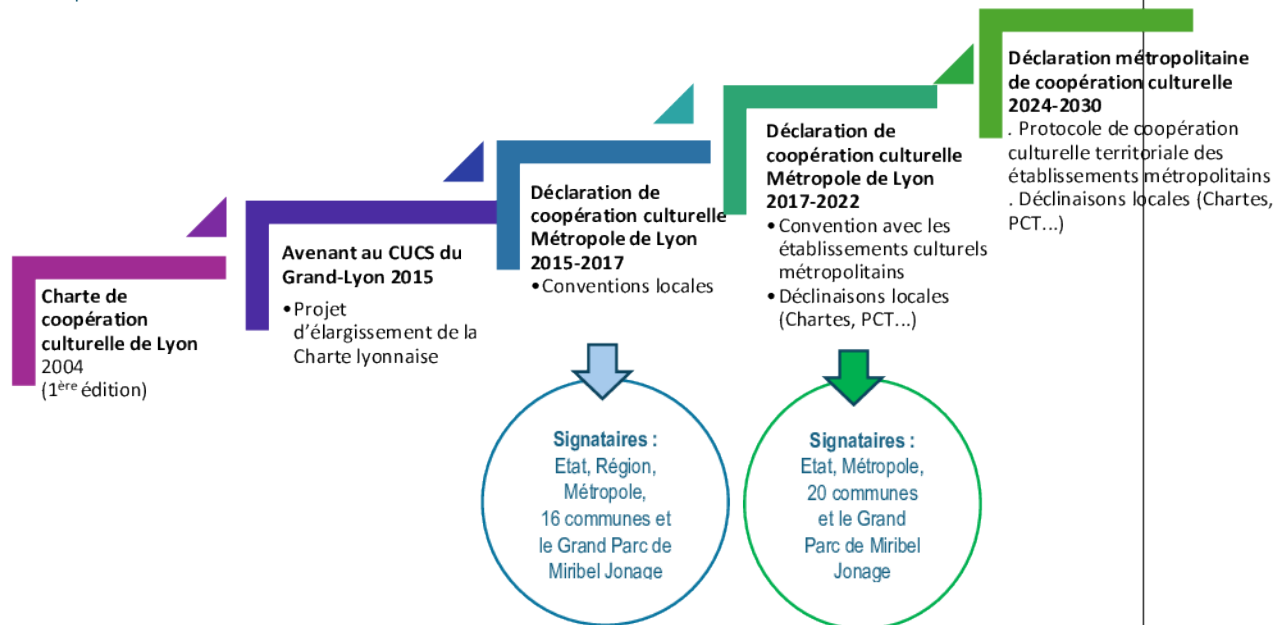 Charte de
coopération
culturelle de Lyon
2004
(1ère édition)
Avenant au CUCS du
Grand-Lyon 2015
•Projet
d'élargissement de la
Charte lyonnaise
Déclaration de
coopération culturelle
Métropole de Lyon
2015-2017
•Conventions locales
Déclaration de
coopération culturelle
Métropole de Lyon
2017-2022
•Convention avec les
établissements culturels
métropolitains
•Déclinaisons locales
(Chartes, PCT...)
Déclaration métropolitaine
de coopération culturelle
2024-2030
. Protocole de coopération
culturelle territoriale des
établissements métropolitains
. Déclinaisons locales (Chartes,
PCT...)
Signataires :
Etat, Région,
Métropole,
16 communes et
le Grand Parc de
Miribel Jonage
Signataires :
Etat, Métropole,
20 communes
et le Grand
Parc de Miribel
Jonage